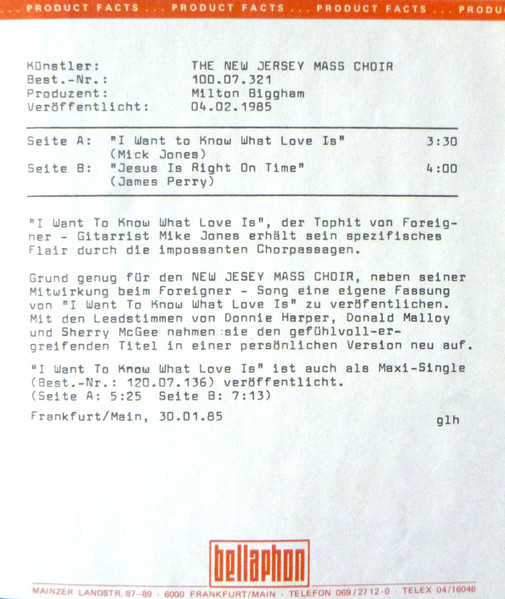 ... PRODUCT FACTS ... PRODUCT FACTS ... PRODUCT FACTS ... PRODU
Künstler: THE NEW JERSEY MASS CHOIR
Best.-Nr.: 100.07.321
Produzent: Milton Biggham
Veröffentlicht: 04.02.1985
Seite A: "I Want to Know What Love Is" 3:30
(Mick Jones)
Seite B: "Jesus Is Right On Time" 4:00
(James Perry)
"I Want To Know What Love Is", der Tophit von Foreig-
ner - Gitarrist Mike Jones erhält sein spezifisches
Flair durch die impossanten Chorpassagen.
Grund genug für den NEW JESEY MASS CHOIR, neben seiner
Mitwirkung beim Foreigner - Song eine eigene Fassung
von "I Want To Know What Love Is" zu veröffentlichen.
Mit den Leadstimmen von Donnie Harper, Donald Malloy
und Sherry McGee nahmen sie den gefühlvoll-er-
greifenden Titel in einer persönlichen Version neu auf.
"I Want To Know What Love Is" ist auch als Maxi-Single
(Best.-Nr.: 120.07.136) veröffentlicht.
(Seite A: 5:25 Seite B: 7:13)
Frankfurt/Main, 30.01.85 glh
bellaphon
MAINZER LANDSTR. 87-89 · 6000 FRANKFURT/MAIN · TELEFON 069/2712-0 · TELEX 04/16046